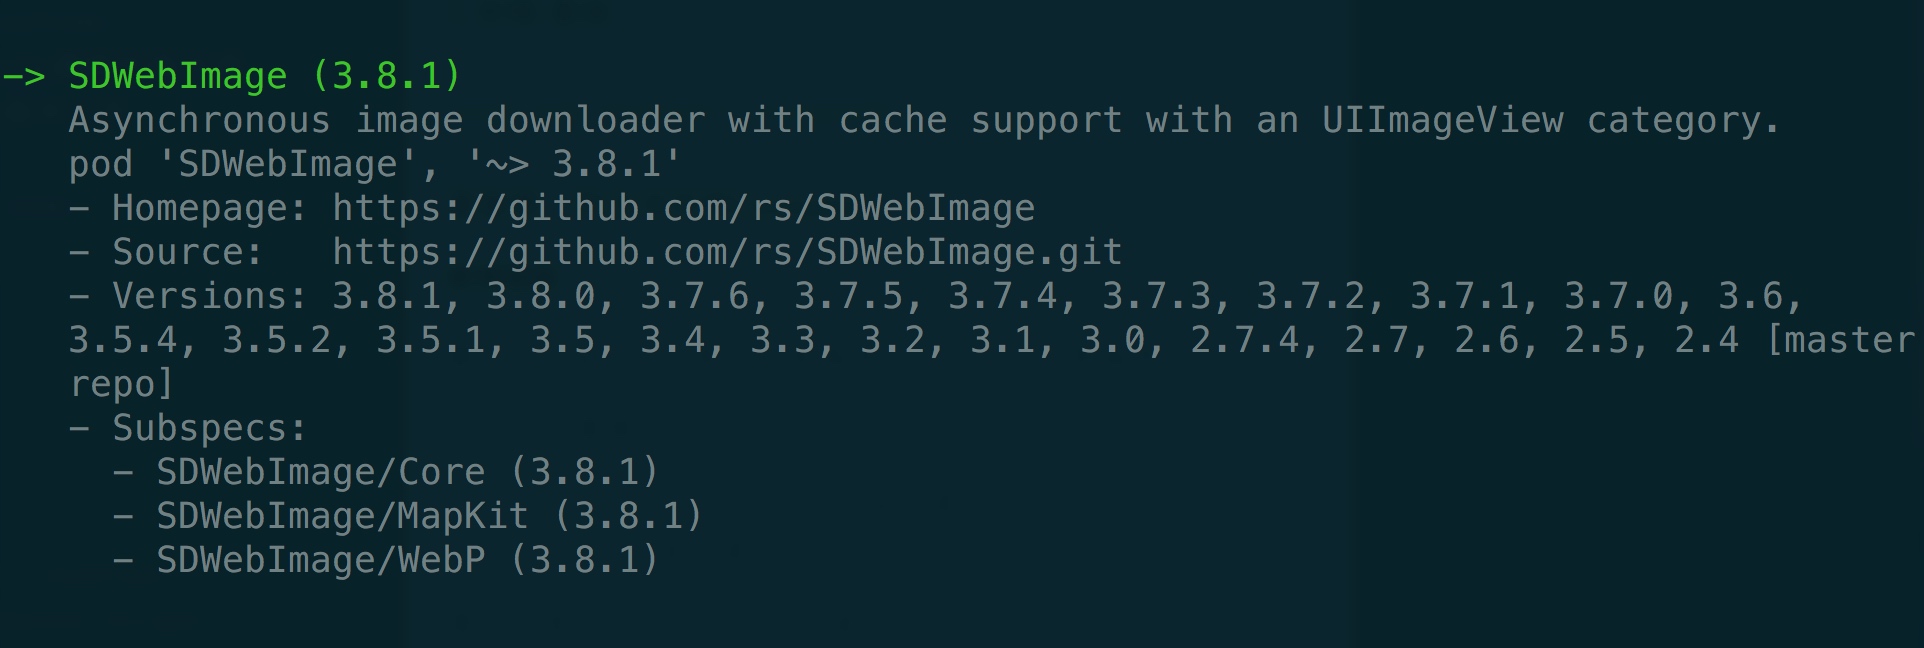 -> SDWebImage (3.8.1)
Asynchronous image downloader with cache support with an UIImageView category.
pod 'SDWebImage', '~> 3.8.1'
- Homepage: https://github.com/rs/SDWebImage
- Source:   https://github.com/rs/SDWebImage.git
- Versions: 3.8.1, 3.8.0, 3.7.6, 3.7.5, 3.7.4, 3.7.3, 3.7.2, 3.7.1, 3.7.0, 3.6,
3.5.4, 3.5.2, 3.5.1, 3.5, 3.4, 3.3, 3.2, 3.1, 3.0, 2.7.4, 2.7, 2.6, 2.5, 2.4 [master
repo]
- Subspecs:
- SDWebImage/Core (3.8.1)
- SDWebImage/MapKit (3.8.1)
- SDWebImage/WebP (3.8.1)